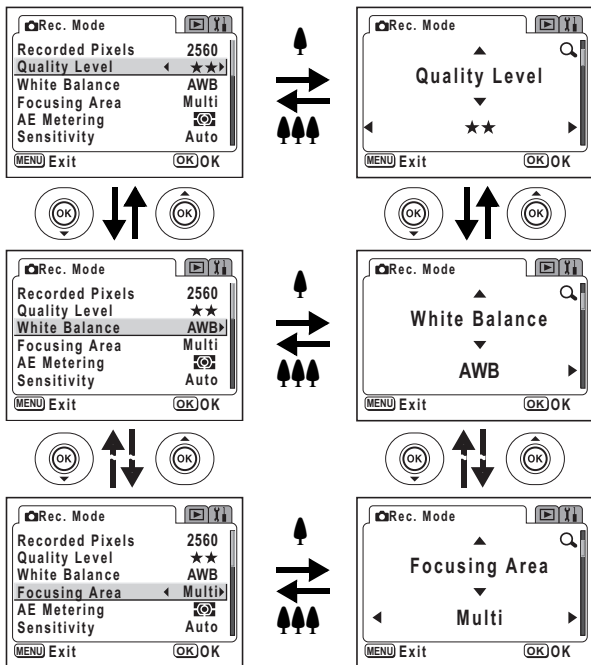 Rec. Mode
Recorded Pixels 2560
Quality Level ★★
White Balance AWB
Focusing Area Multi
AE Metering
Sensitivity Auto
MENU Exit OK OK
Rec. Mode
Quality Level
★★
MENU Exit OK OK
OK OK
OK OK
Rec. Mode
Recorded Pixels 2560
Quality Level ★★
White Balance AWB
Focusing Area Multi
AE Metering
Sensitivity Auto
MENU Exit OK OK
Rec. Mode
White Balance
AWB
MENU Exit OK OK
OK OK
OK OK
Rec. Mode
Recorded Pixels 2560
Quality Level ★★
White Balance AWB
Focusing Area Multi
AE Metering
Sensitivity Auto
MENU Exit OK OK
Rec. Mode
Focusing Area
Multi
MENU Exit OK OK